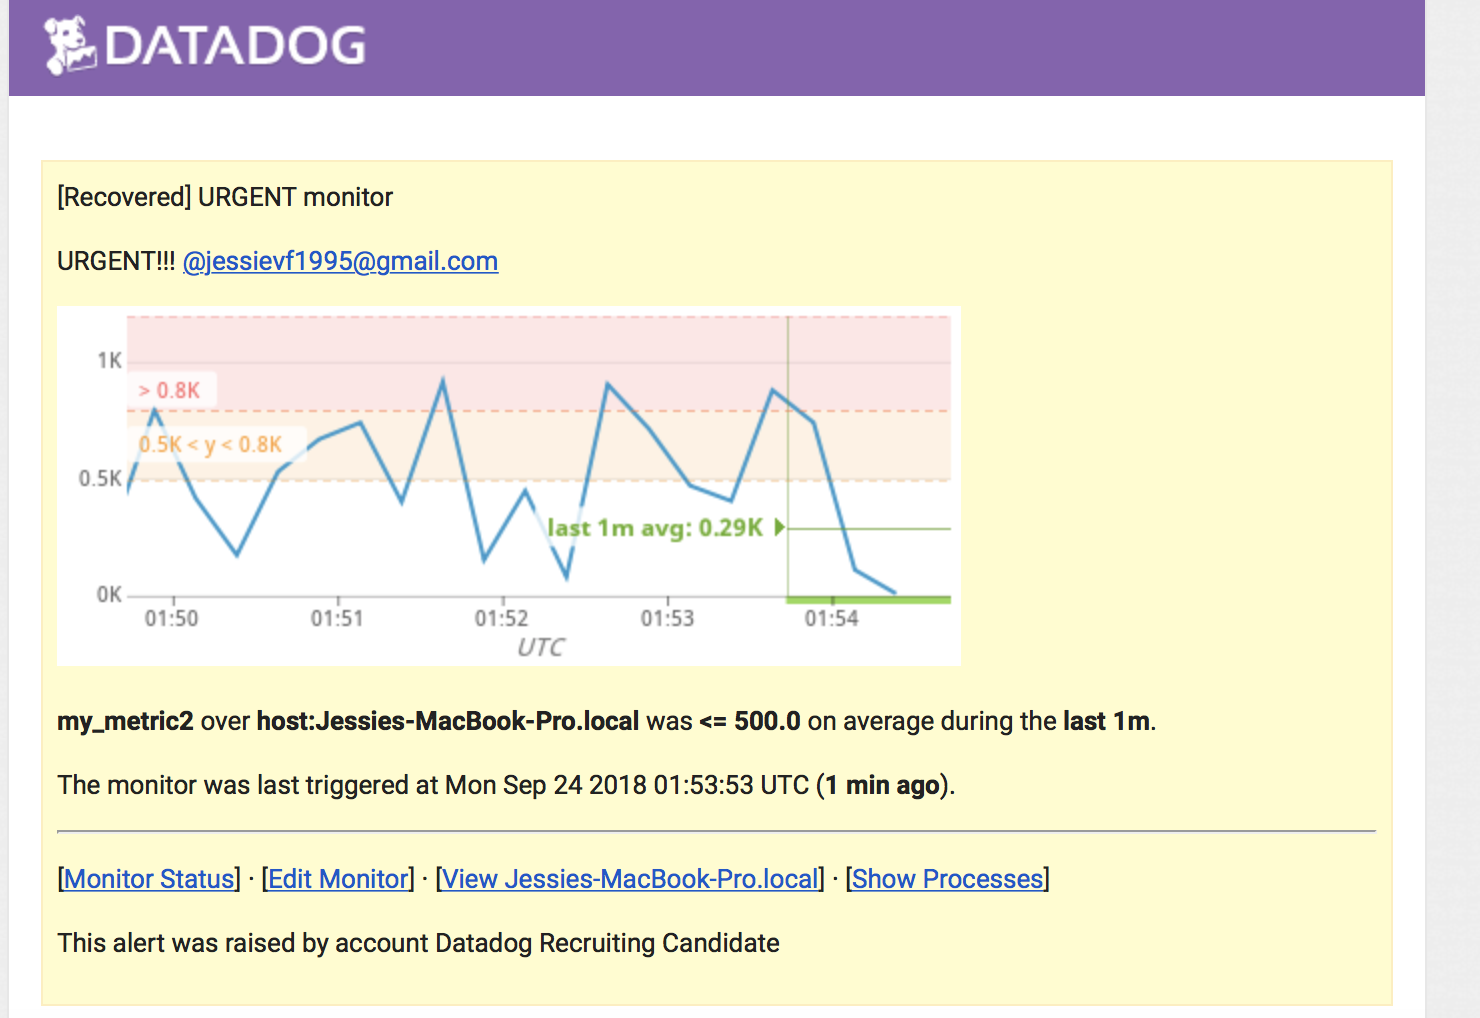 DATADOG
[Recovered] URGENT monitor
URGENT!!! @jessievf1995@gmail.com
1K
> 0.8K
0.5K < y < 0.8K
0.5K
last 1m avg: 0.29K
0K
01:50 01:51 01:52 01:53 01:54
UTC
my_metric2 over host:Jessies-MacBook-Pro.local was <= 500.0 on average during the last 1m.
The monitor was last triggered at Mon Sep 24 2018 01:53:53 UTC (1 min ago).
[Monitor Status] · [Edit Monitor] · [View Jessies-MacBook-Pro.local] · [Show Processes]
This alert was raised by account Datadog Recruiting Candidate